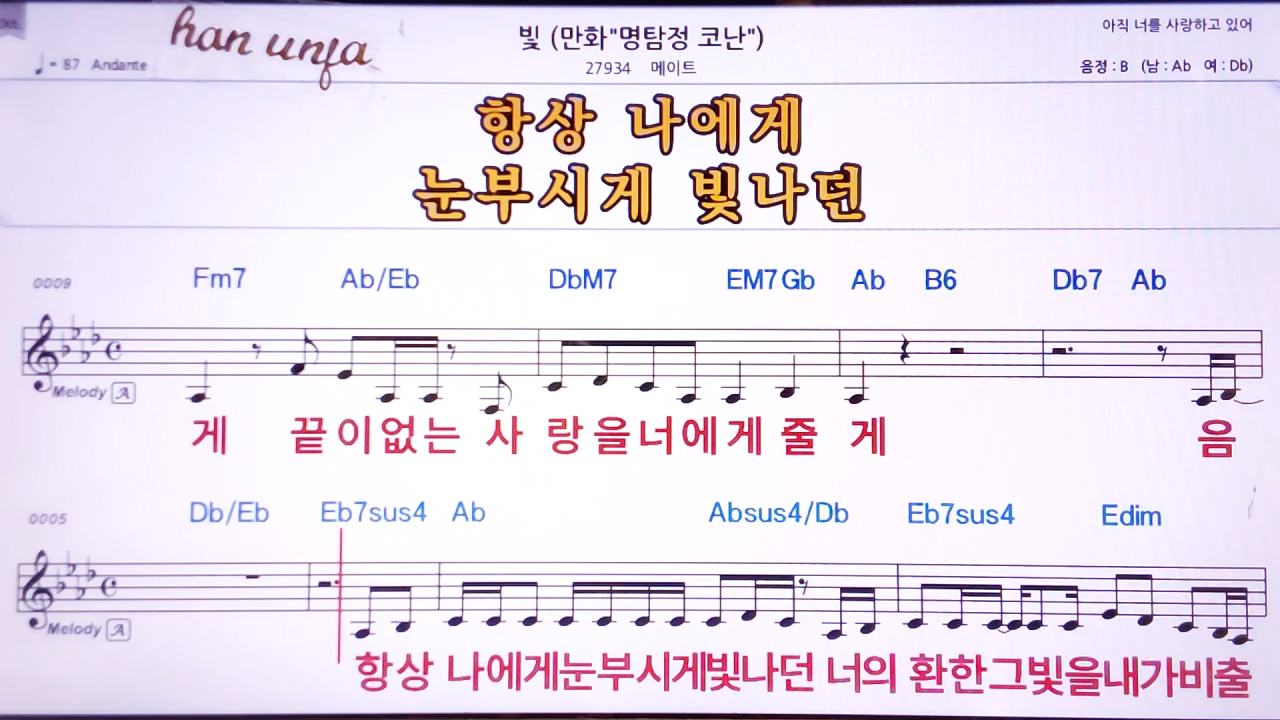 han unfa
빛 (만화"명탐정 코난")
아직 너를 사랑하고 있어
♩ = 87 Andante
27934 메이트
음정 : B (남 : Ab 여 : Db)
항상 나에게
눈부시게 빛나던
0009 Fm7 Ab/Eb DbM7 EM7 Gb Ab B6 Db7 Ab
Melody A
게 끝이없는 사 랑을너에게 줄 게 음
0005 Db/Eb Eb7sus4 Ab Absus4/Db Eb7sus4 Edim
Melody A
항상 나에게눈부시게빛나던 너의 환한그빛을내가비출